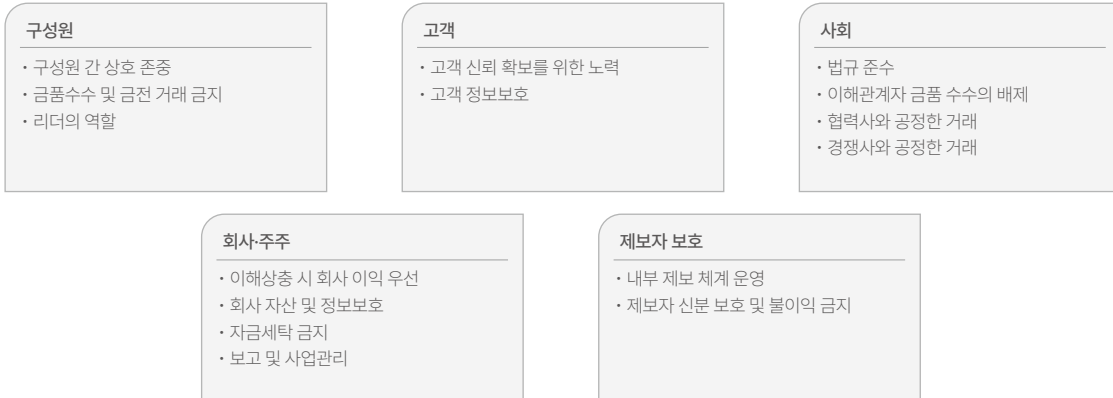 구성원
• 구성원 간 상호 존중
• 금품수수 및 금전 거래 금지
• 리더의 역할
고객
• 고객 신뢰 확보를 위한 노력
• 고객 정보보호
사회
• 법규 준수
• 이해관계자 금품 수수의 배제
• 협력사와 공정한 거래
• 경쟁사와 공정한 거래
회사·주주
• 이해상충 시 회사 이익 우선
• 회사 자산 및 정보보호
• 자금세탁 금지
• 보고 및 사업관리
제보자 보호
• 내부 제보 체계 운영
• 제보자 신분 보호 및 불이익 금지